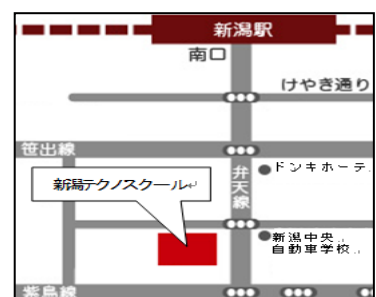 新潟駅
南口
けやき通り
笹出線
新潟テクノスクール
弁天線
ドンキホーテ
新潟中央
自動車学校
紫鳥線